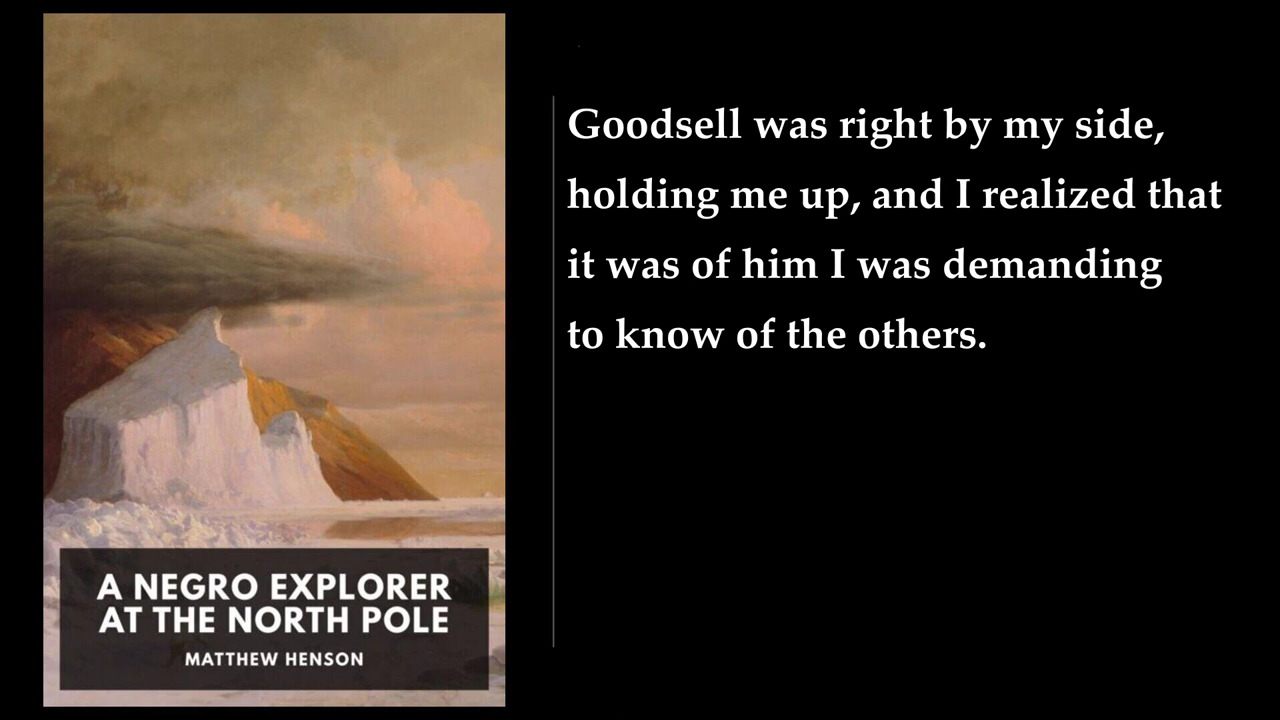 Goodsell was right by my side,
holding me up, and I realized that
it was of him I was demanding
to know of the others.
A NEGRO EXPLORER
AT THE NORTH POLE
MATTHEW HENSON